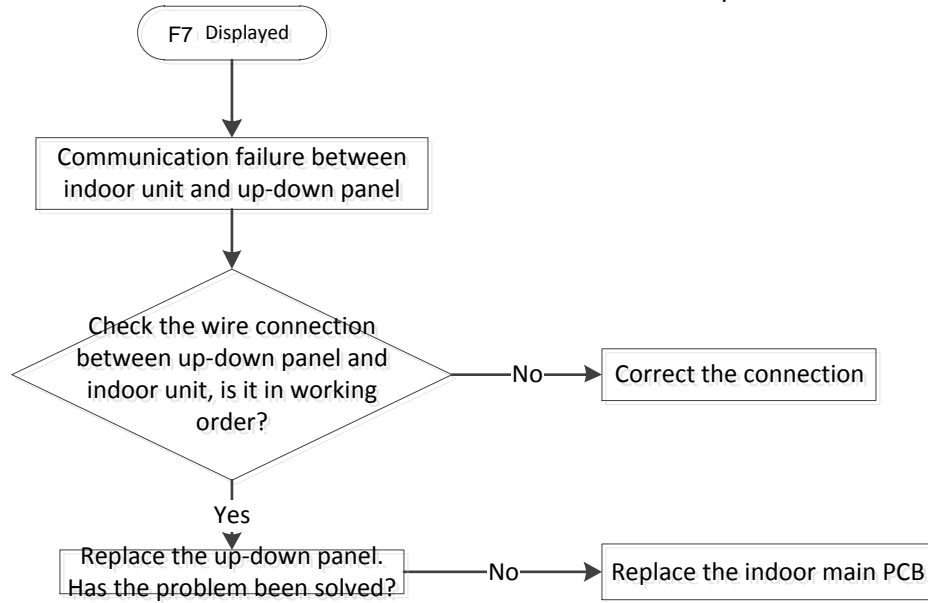 F7 Displayed
Communication failure between
indoor unit and up-down panel
Check the wire connection
between up-down panel and
indoor unit, is it in working
order?
No
Correct the connection
Yes
Replace the up-down panel.
Has the problem been solved?
No
Replace the indoor main PCB